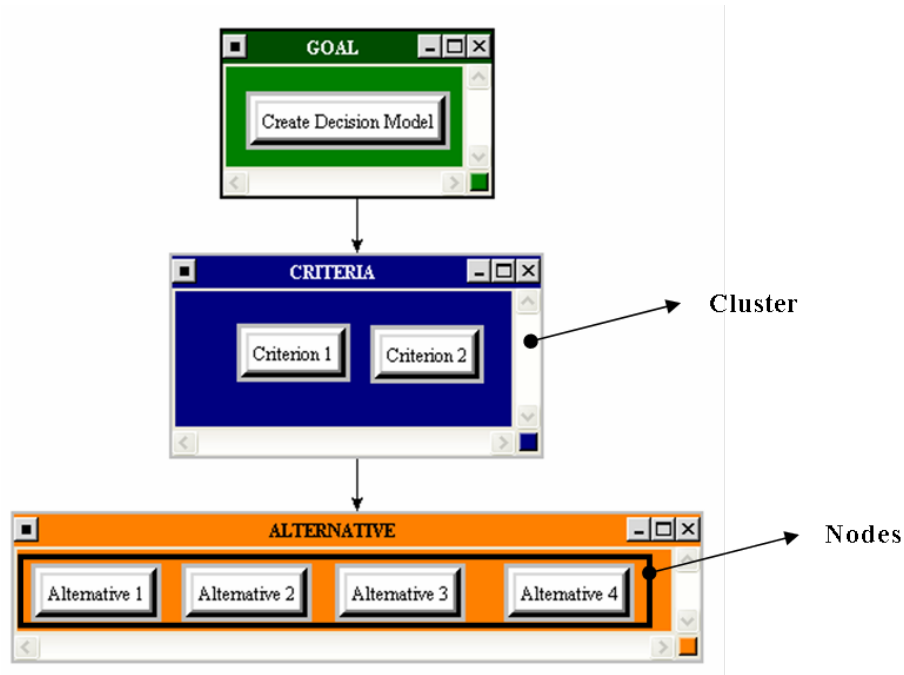 GOAL
Create Decision Model
CRITERIA
Criterion 1
Criterion 2
Cluster
ALTERNATIVE
Nodes
Alternative 1
Alternative 2
Alternative 3
Alternative 4